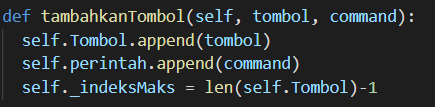 def tambahkanTombol(self, tombol, command):
    self.Tombol.append(tombol)
    self.perintah.append(command)
    self._indeksMaks = len(self.Tombol)-1